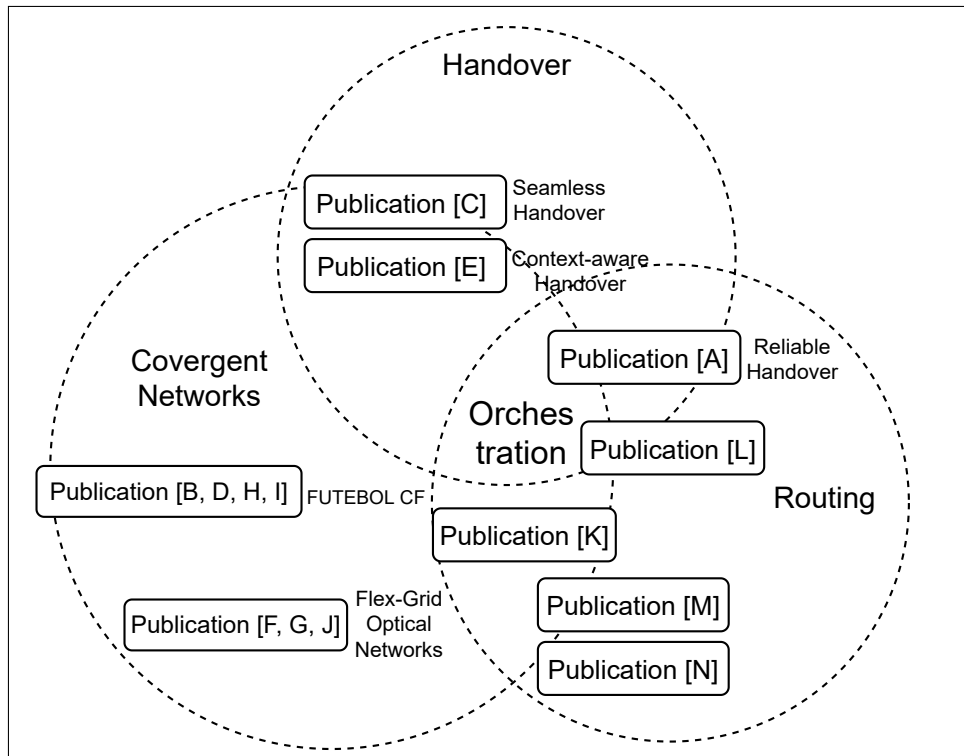 Handover
Publication [C]
Seamless
Handover
Publication [E]
Context-aware
Handover
Covergent
Networks
Publication [A]
Reliable
Handover
Orches
tration
Publication [L]
Publication [B, D, H, I]
FUTEBOL CF
Routing
Publication [K]
Publication [F, G, J]
Flex-Grid
Optical
Networks
Publication [M]
Publication [N]